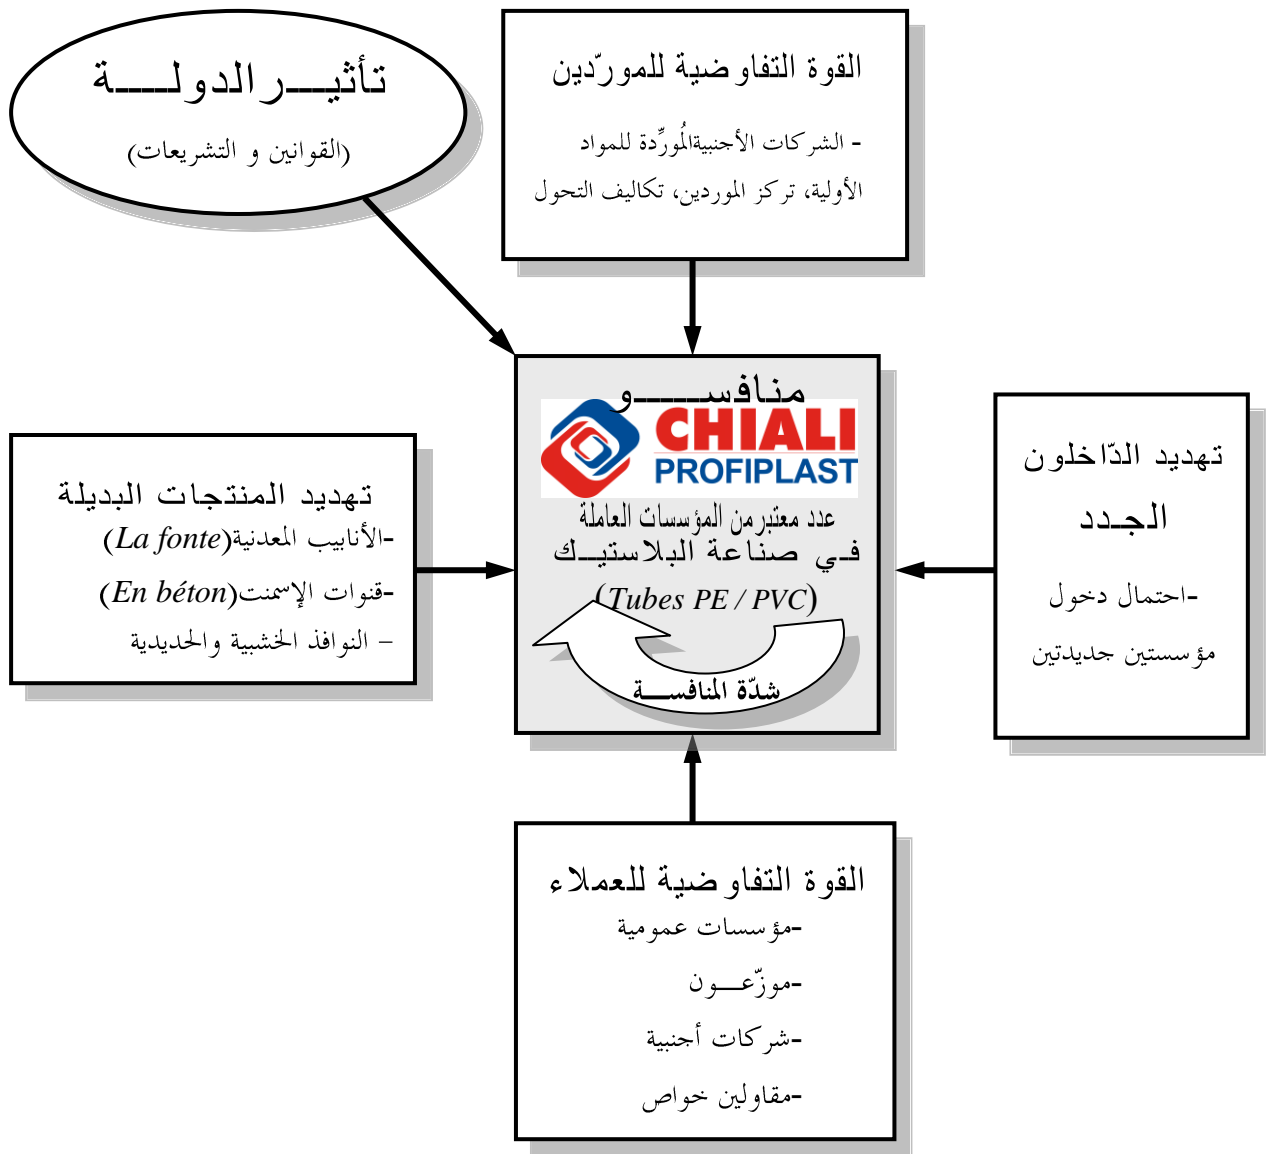 تأثيـــر الدولـــــة
(القوانين و التشريعات)
القوة التفاوضية للمورّدين
- الشركات الأجنبية المُورِّدة للمواد
الأولية، تركز الموردين، تكاليف التحول
منافســـــو
CHIALI
PROFIPLAST
عدد معتبر من المؤسسات العاملة
فـي صناعة البلاستيـك
(Tubes PE / PVC)
شدّة المنافســـة
تهديد الدّاخلون
الجـدد
-احتمال دخول
مؤسستين جديدتين
تهديد المنتجات البديلة
-الأنابيب المعدنية(La fonte)
-قنوات الإسمنت(En béton)
– النوافذ الخشبية والحديدية
القوة التفاوضية للعملاء
-مؤسسات عمومية
-موزّعـــون
-شركات أجنبية
-مقاولين خواص